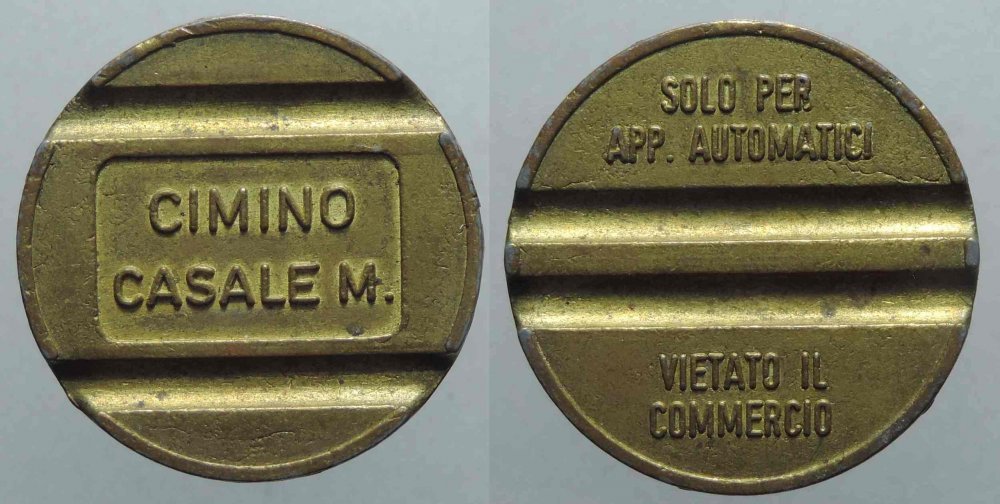 CIMINO
CASALE M.
SOLO PER
APP. AUTOMATICI
VIETATO IL
COMMERCIO